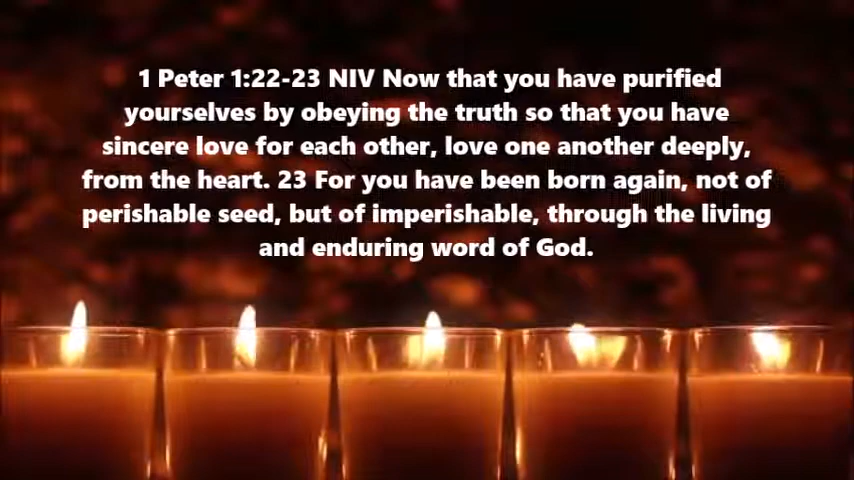 1 Peter 1:22-23 NIV Now that you have purified
yourselves by obeying the truth so that you have
sincere love for each other, love one another deeply,
from the heart. 23 For you have been born again, not of
perishable seed, but of imperishable, through the living
and enduring word of God.